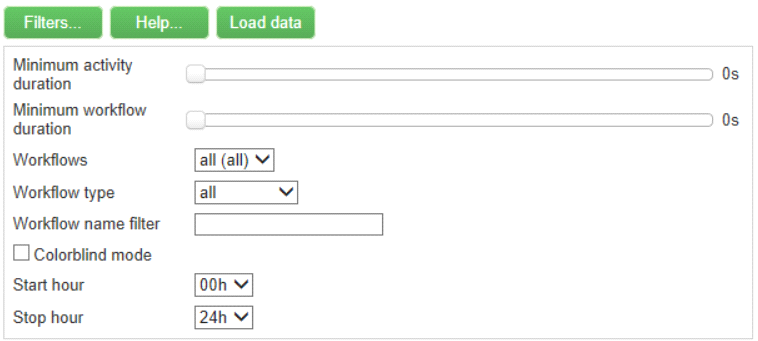 Filters... Help... Load data
Minimum activity
duration 0s
Minimum workflow
duration 0s
Workflows all (all)
Workflow type all
Workflow name filter
Colorblind mode
Start hour 00h
Stop hour 24h